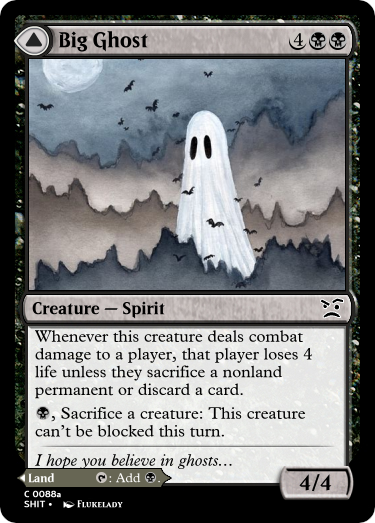 Big Ghost 4
Creature — Spirit
Whenever this creature deals combat
damage to a player, that player loses 4
life unless they sacrifice a nonland
permanent or discard a card.
, Sacrifice a creature: This creature
can't be blocked this turn.
I hope you believe in ghosts…
Land : Add .
4/4
C 0088a
SHIT • Flukelady